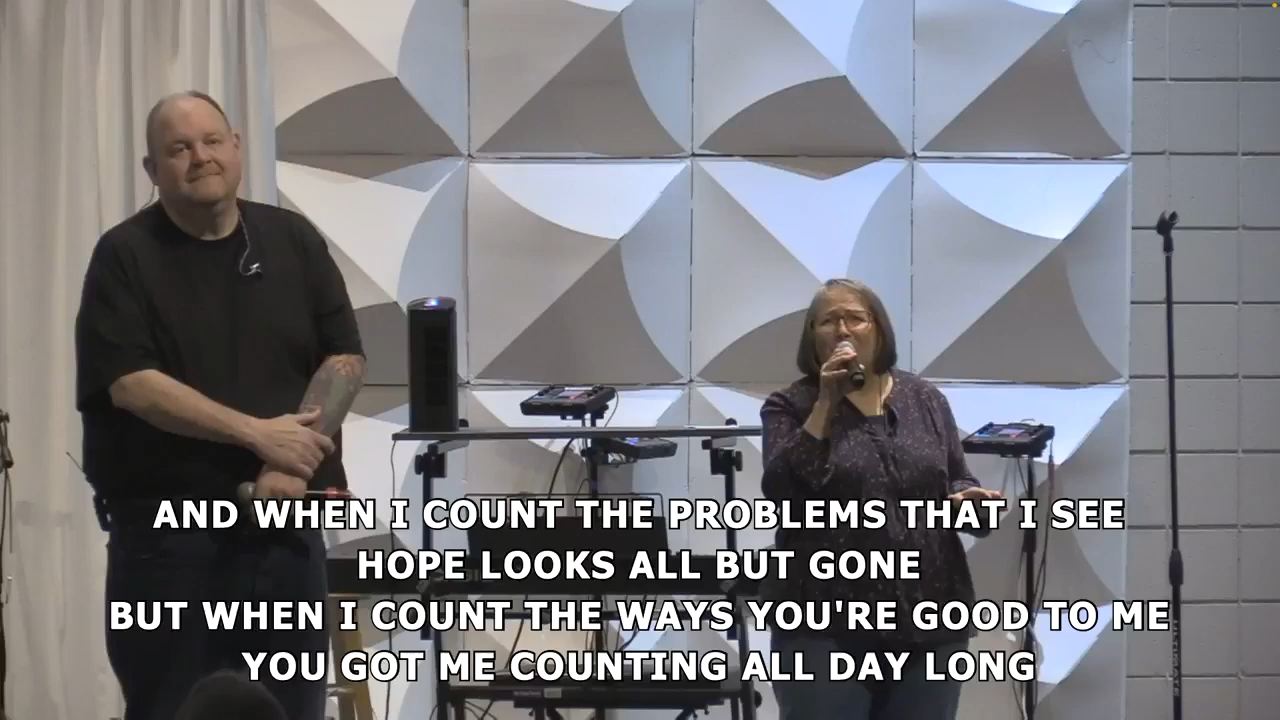 AND WHEN I COUNT THE PROBLEMS THAT I SEE
HOPE LOOKS ALL BUT GONE
BUT WHEN I COUNT THE WAYS YOU'RE GOOD TO ME
YOU GOT ME COUNTING ALL DAY LONG